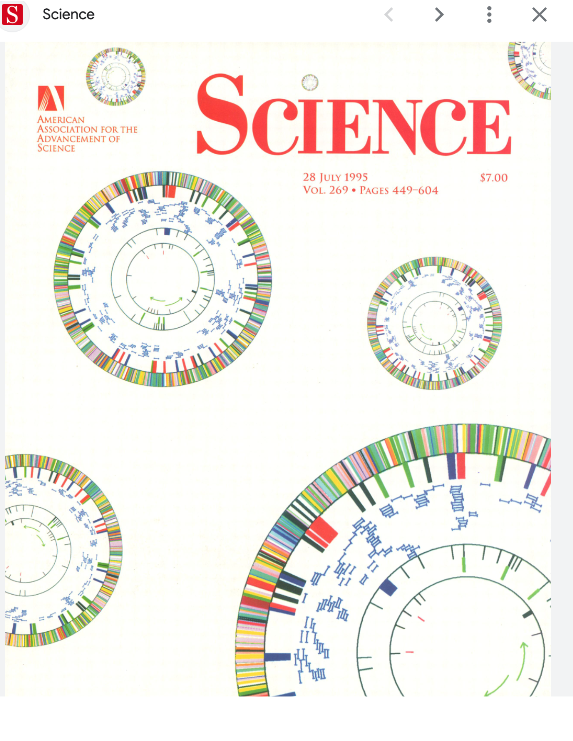 S Science
AMERICAN
ASSOCIATION FOR THE
ADVANCEMENT OF
SCIENCE
SCIENCE
28 JULY 1995 $7.00
VOL. 269 • PAGES 449–604